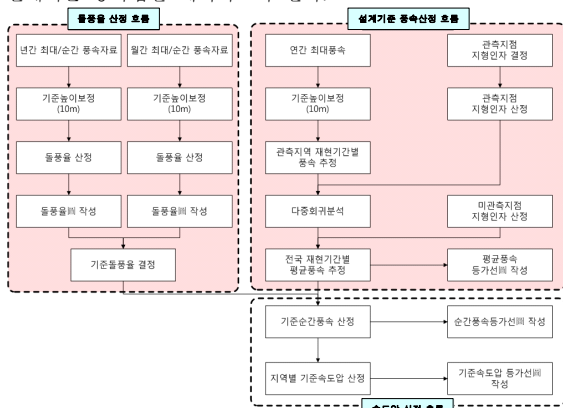 돌풍율 산정 흐름
년간 최대/순간 풍속자료
월간 최대/순간 풍속자료
기준높이보정
(10m)
기준높이보정
(10m)
돌풍율 산정
돌풍율 산정
돌풍율圖 작성
돌풍율圖 작성
기준돌풍율 결정
설계기준 풍속산정 흐름
연간 최대풍속
관측지점
지형인자 결정
기준높이보정
(10m)
관측지점
지형인자 산정
관측지역 재현기간별
풍속 추정
다중회귀분석
미관측지점
지형인자 산정
전국 재현기간별
평균풍속 추정
평균풍속
등가선圖 작성
기준순간풍속 산정
순간풍속등가선圖 작성
지역별 기준속도압 산정
기준속도압 등가선圖
작성
속도압 산정 흐름